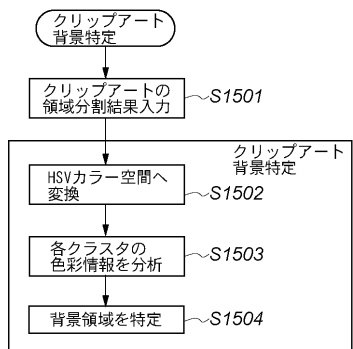 クリップアート
背景特定
クリップアートの
領域分割結果入力
S1501
クリップアート
背景特定
HSVカラー空間へ
変換
S1502
各クラスタの
色彩情報を分析
S1503
背景領域を特定
S1504